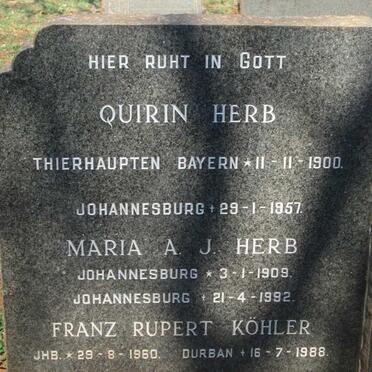 HIER RUHT IN GOTT
QUIRIN HERB
THIERHAUPTEN BAYERN * 11-11-1900.
JOHANNESBURG + 29-1-1957.
MARIA A. J. HERB
JOHANNESBURG * 3-1-1909.
JOHANNESBURG + 21-4-1992.
FRANZ RUPERT KÖHLER
JHB. * 29-8-1960. DURBAN + 16-7-1988.